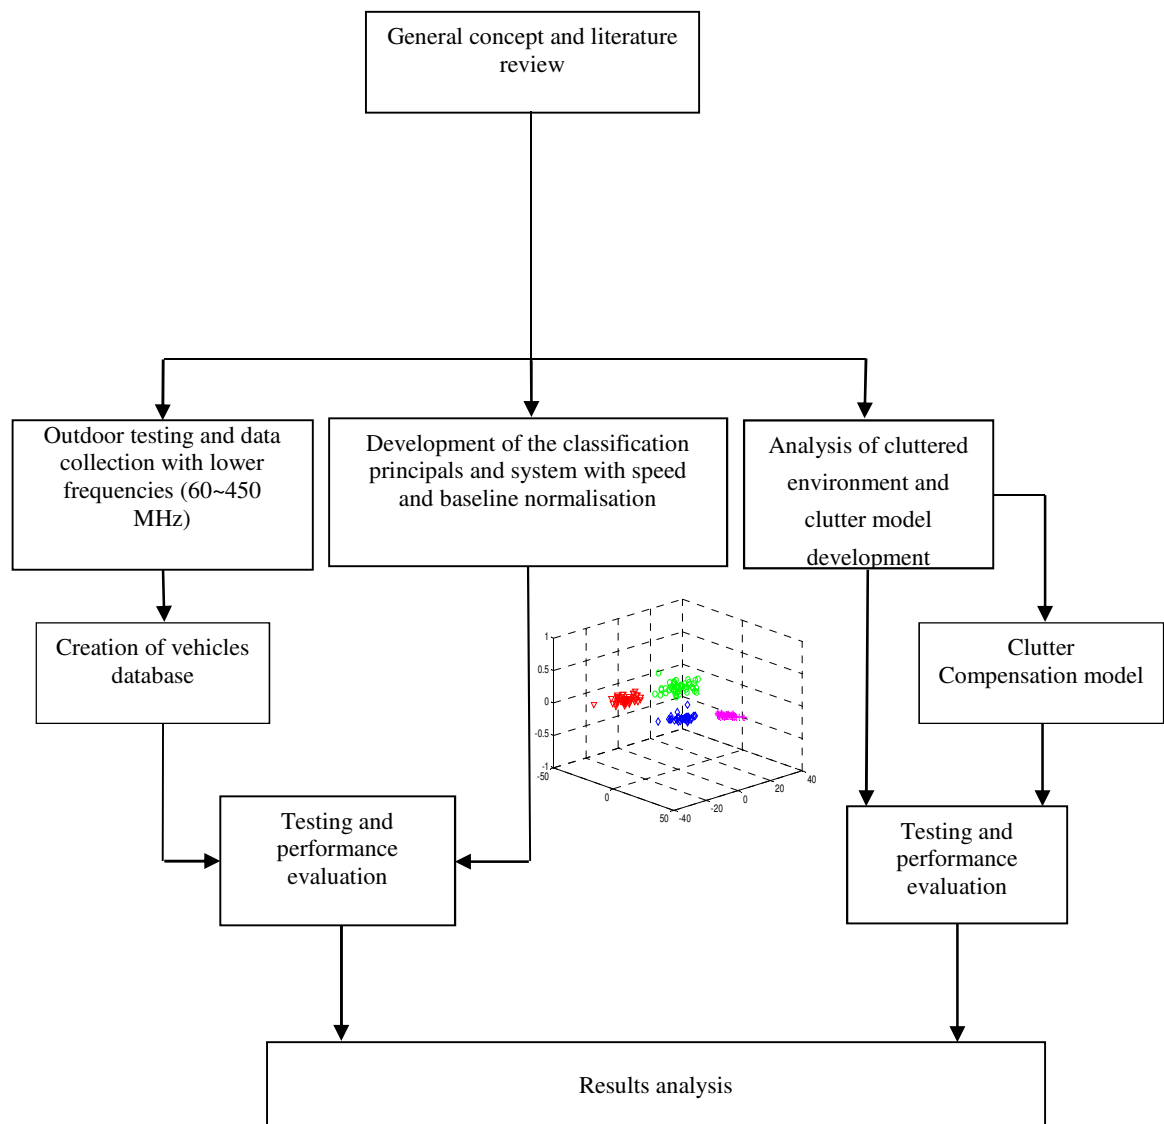 General concept and literature
review
Outdoor testing and data
collection with lower
frequencies (60~450
MHz)
Development of the classification
principals and system with speed
and baseline normalisation
Analysis of cluttered
environment and
clutter model
development
Creation of vehicles
database
Clutter
Compensation model
1
0.5
0
-0.5
-1
-50
0
50
-40
-20
0
20
40
Testing and
performance
evaluation
Testing and
performance
evaluation
Results analysis